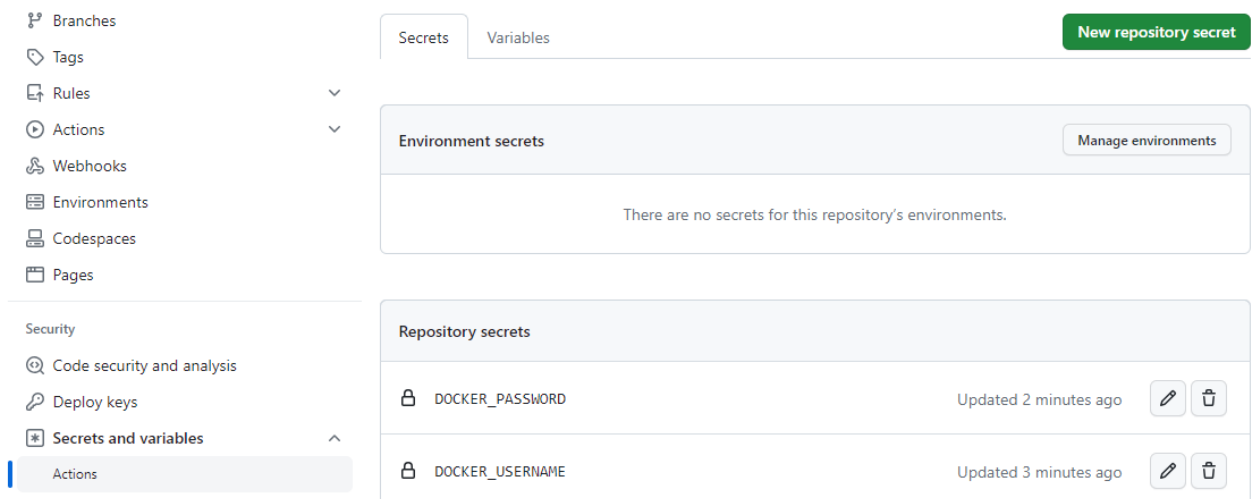 Branches
Tags
Rules
Actions
Webhooks
Environments
Codespaces
Pages
Security
Code security and analysis
Deploy keys
Secrets and variables
Actions
Secrets Variables
New repository secret
Environment secrets
Manage environments
There are no secrets for this repository’s environments.
Repository secrets
DOCKER_PASSWORD Updated 2 minutes ago
DOCKER_USERNAME Updated 3 minutes ago